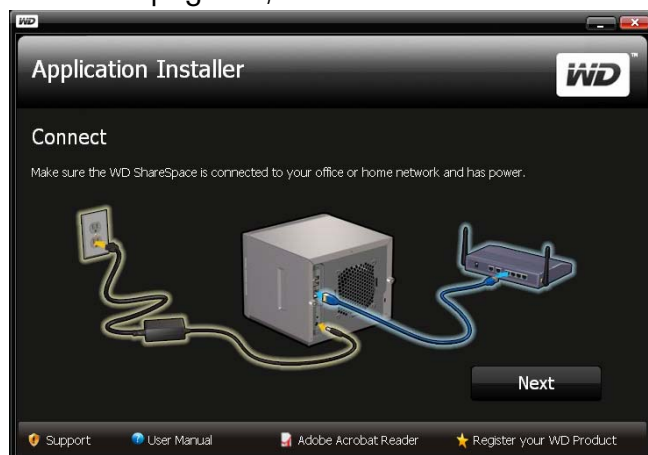 WD
Application Installer
WD
Connect
Make sure the WD ShareSpace is connected to your office or home network and has power.
Next
Support
User Manual
Adobe Acrobat Reader
Register your WD Product